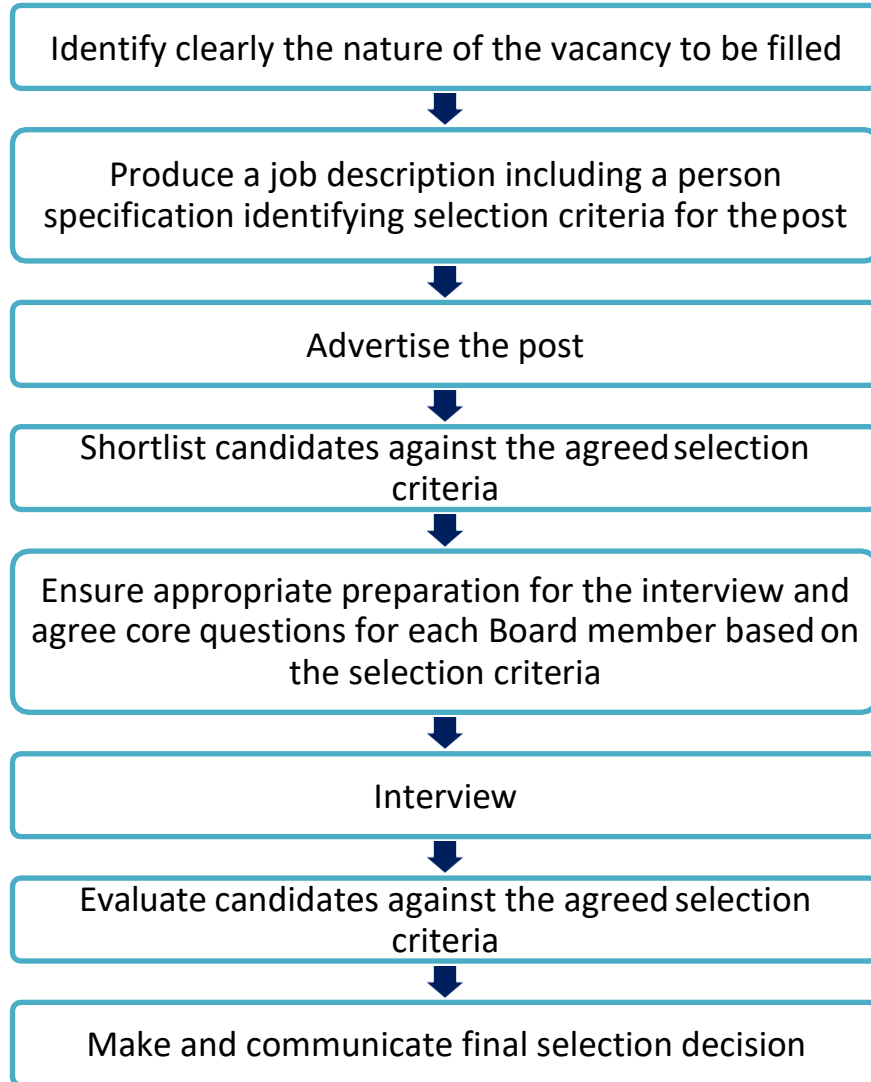 Identify clearly the nature of the vacancy to be filled
Produce a job description including a person
specification identifying selection criteria for the post
Advertise the post
Shortlist candidates against the agreed selection
criteria
Ensure appropriate preparation for the interview and
agree core questions for each Board member based on
the selection criteria
Interview
Evaluate candidates against the agreed selection
criteria
Make and communicate final selection decision